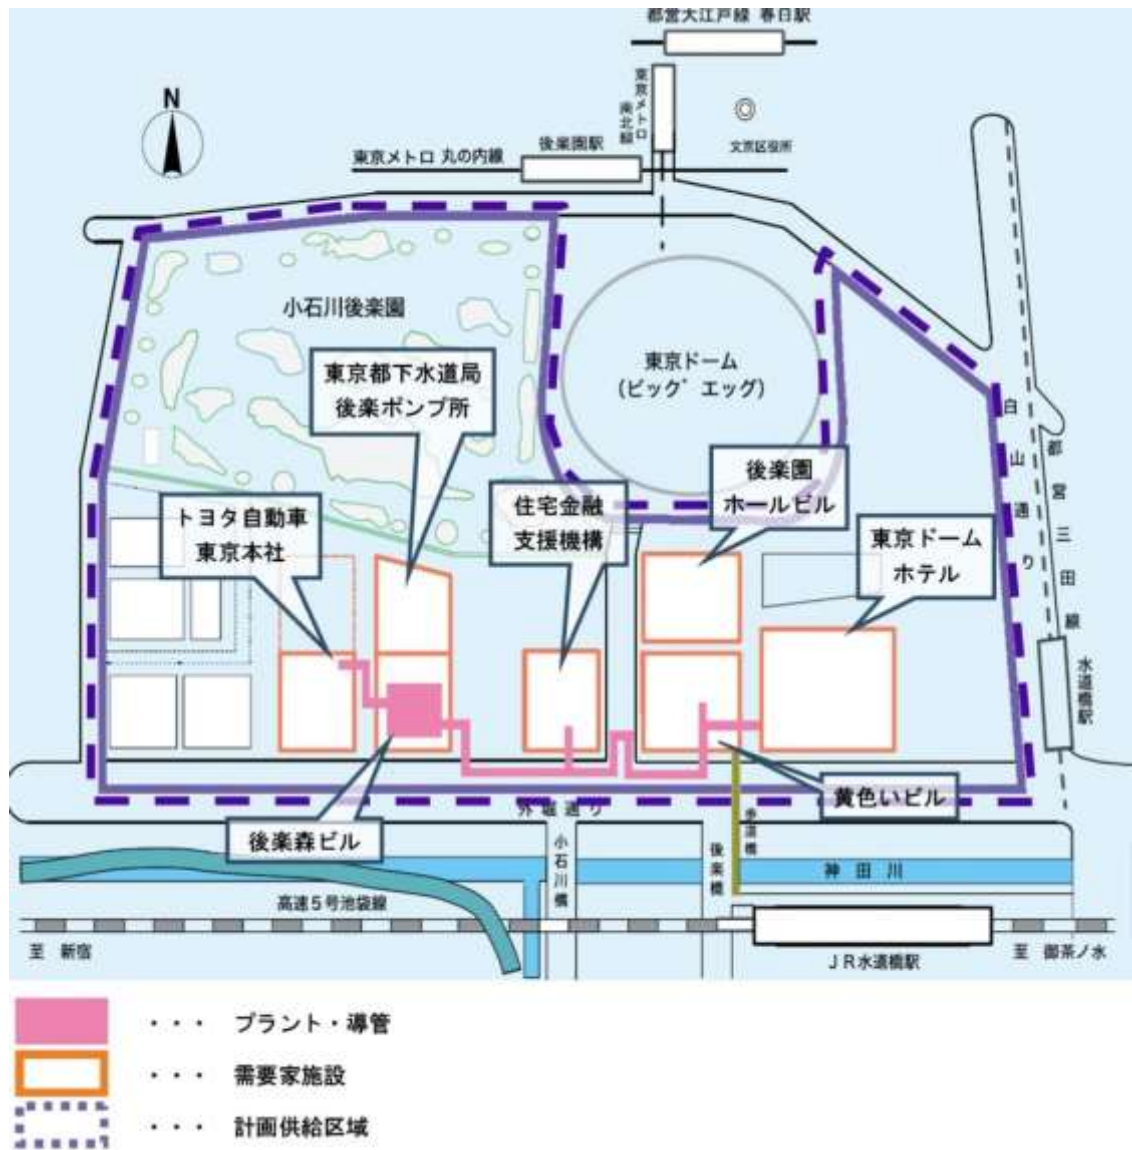 都営大江戸線 春日駅
N
東京メトロ
南北線
文京区役所
後楽園駅
東京メトロ 丸の内線
小石川後楽園
東京ドーム
(ビッグ゛エッグ)
東京都下水道局
後楽ポンプ所
白山通り
都営三田線
後楽園
ホールビル
住宅金融
支援機構
トヨタ自動車
東京本社
東京ドーム
ホテル
水道橋駅
黄色いビル
外堀通り
歩道橋
後楽森ビル
小石川橋
後楽橋
神田川
高速5号池袋線
至 新宿
JR水道橋駅
至 御茶ノ水
・・・ プラント・導管
・・・ 需要家施設
・・・ 計画供給区域